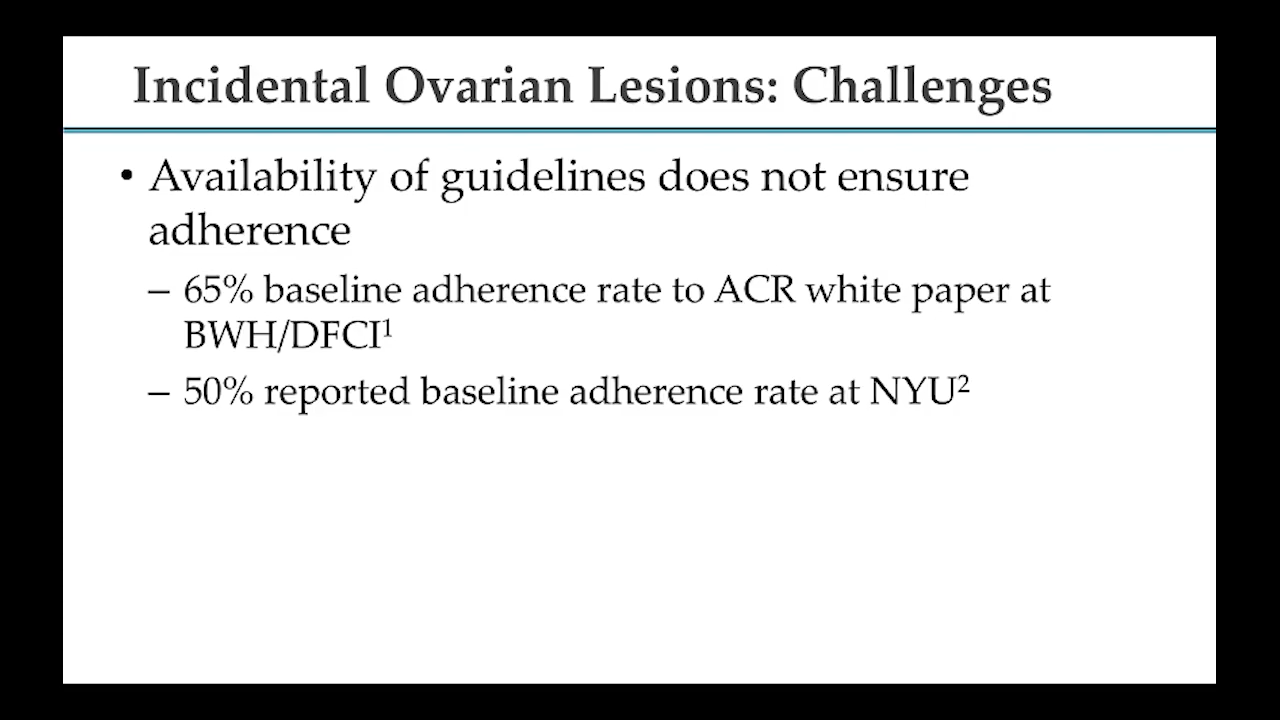 Incidental Ovarian Lesions: Challenges
• Availability of guidelines does not ensure
adherence
– 65% baseline adherence rate to ACR white paper at
BWH/DFCI¹
– 50% reported baseline adherence rate at NYU²